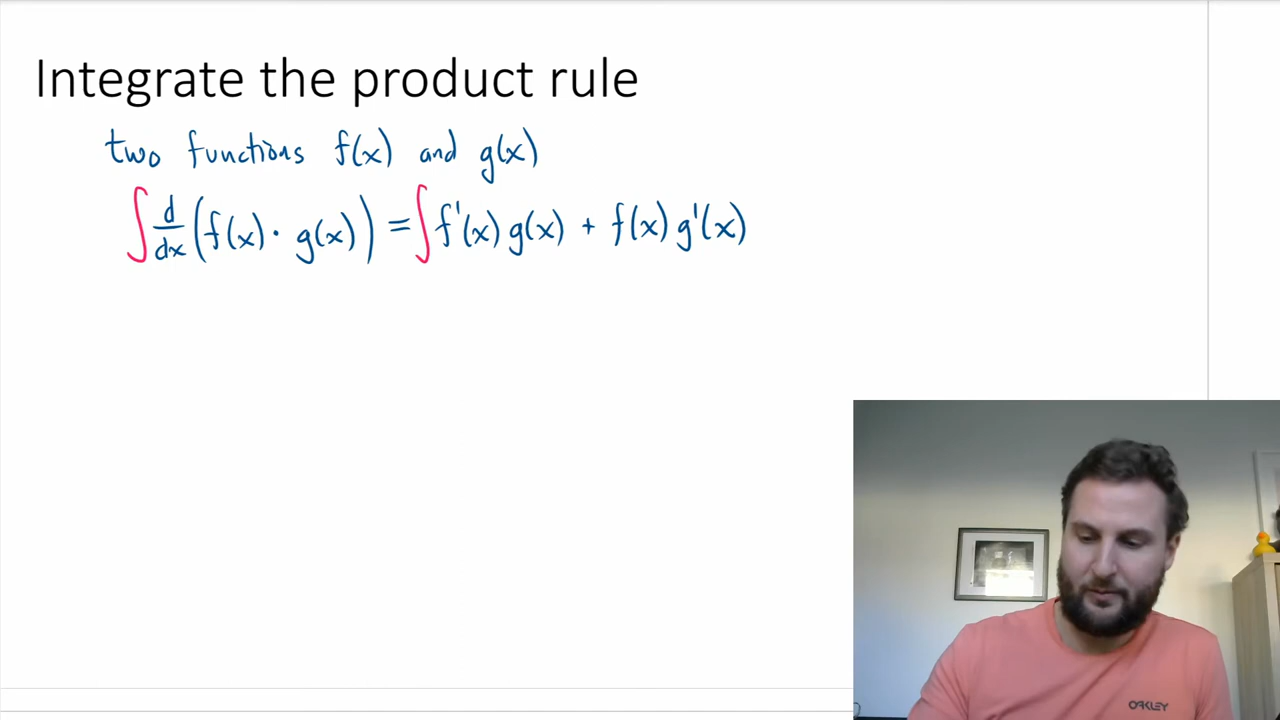 Integrate the product rule
two functions f(x) and g(x)
∫ d/dx (f(x) · g(x)) = ∫ f'(x) g(x) + f(x) g'(x)
OAKLEY